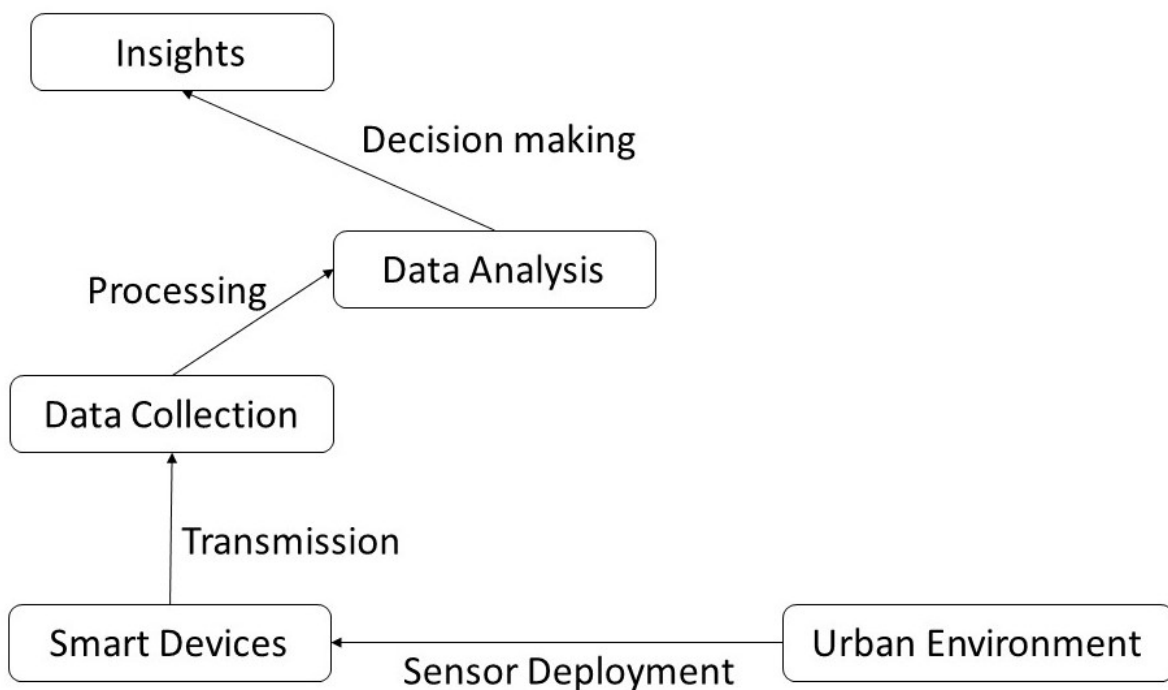 Insights
Decision making
Data Analysis
Processing
Data Collection
Transmission
Smart Devices
Urban Environment
Sensor Deployment